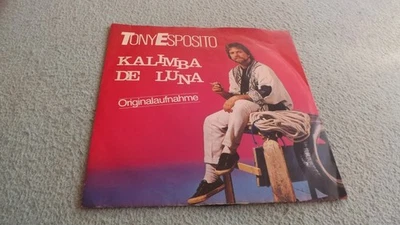 TONY ESPOSITO
KALIMBA
DE LUNA
Originalaufnahme